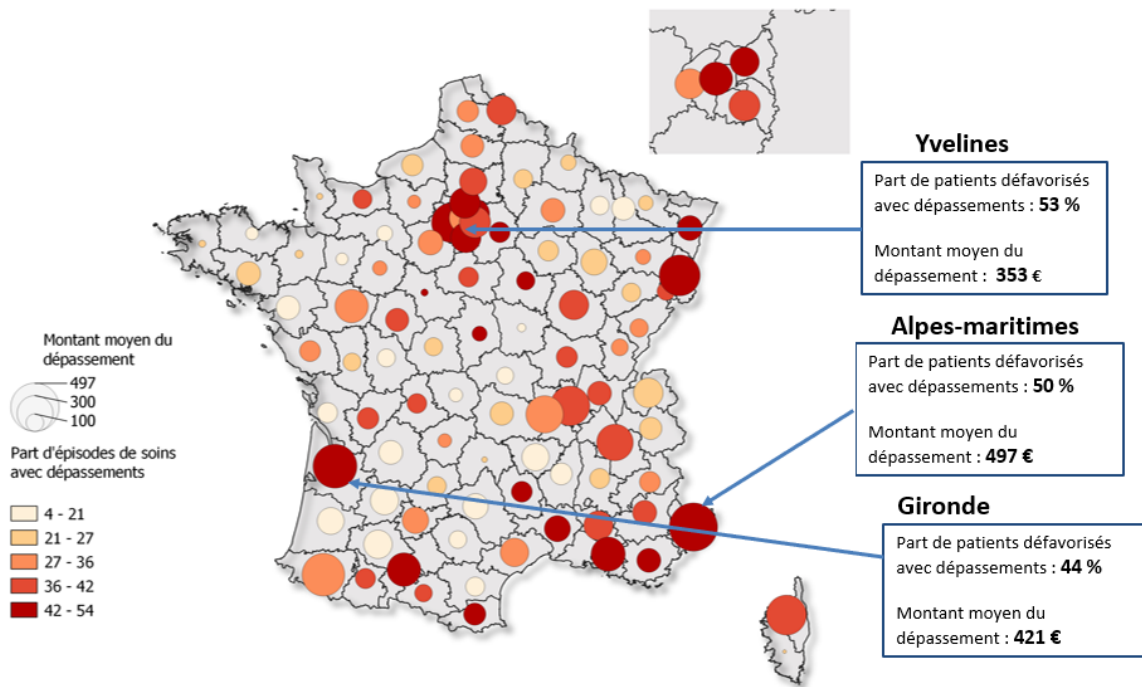 Yvelines
Part de patients défavorisés
avec dépassements : 53 %
Montant moyen du
dépassement : 353 €
Alpes-maritimes
Part de patients défavorisés
avec dépassements : 50 %
Montant moyen du
dépassement : 497 €
Gironde
Part de patients défavorisés
avec dépassements : 44 %
Montant moyen du
dépassement : 421 €
Montant moyen du
dépassement
497
300
100
Part d'épisodes de soins
avec dépassements
4 - 21
21 - 27
27 - 36
36 - 42
42 - 54